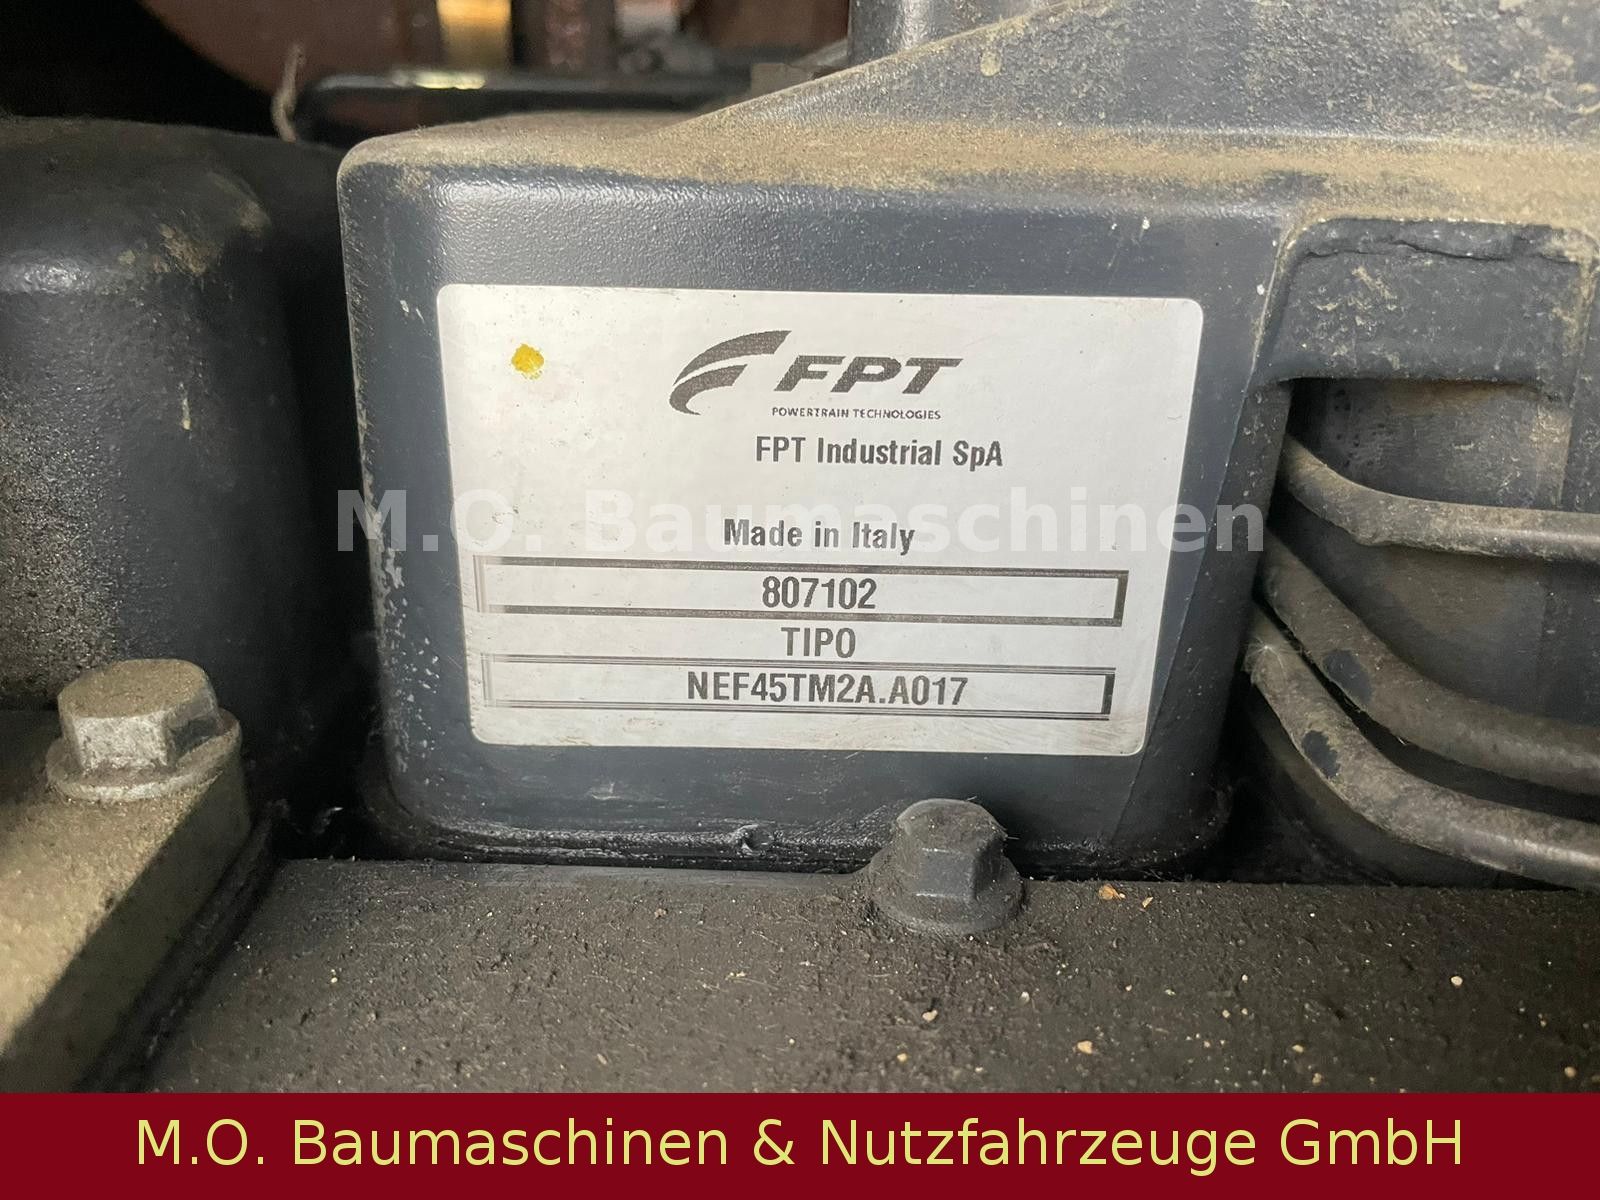 FPT
POWERTRAIN TECHNOLOGIES
FPT Industrial SpA
M.O. Baumaschinen
Made in Italy
807102
TIPO
NEF45TM2A.A017
M.O. Baumaschinen & Nutzfahrzeuge GmbH